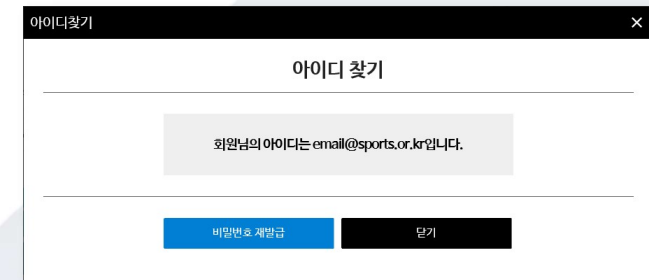 아이디찾기
아이디 찾기
회원님의 아이디는 email@sports.or.kr입니다.
비밀번호 재발급
닫기